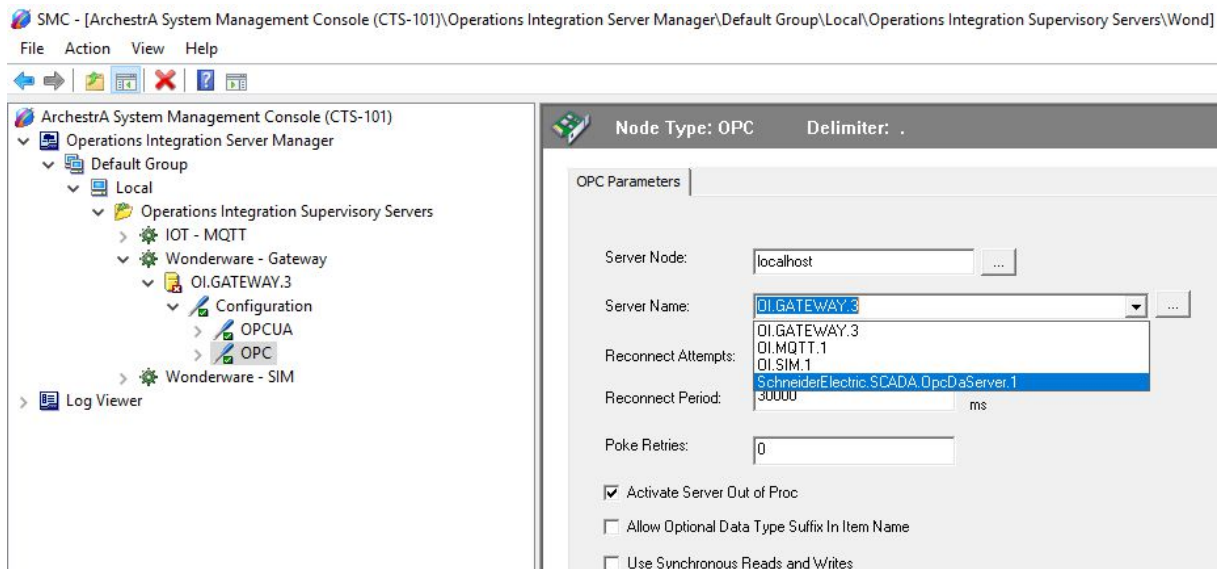 SMC - [ArchestrA System Management Console (CTS-101)\Operations Integration Server Manager\Default Group\Local\Operations Integration Supervisory Servers\Wond]
File Action View Help
ArchestrA System Management Console (CTS-101)
Operations Integration Server Manager
Default Group
Local
Operations Integration Supervisory Servers
IOT - MQTT
Wonderware - Gateway
OI.GATEWAY.3
Configuration
OPCUA
OPC
Wonderware - SIM
Log Viewer
Node Type: OPC Delimiter: .
OPC Parameters
Server Node: localhost ...
Server Name: OI.GATEWAY.3 ...
OI.GATEWAY.3
OI.MQTT.1
OI.SIM.1
SchneiderElectric.SCADA.OpcDaServer.1
Reconnect Attempts:
Reconnect Period: 30000 ms
Poke Retries: 0
Activate Server Out of Proc
Allow Optional Data Type Suffix In Item Name
Use Synchronous Reads and Writes